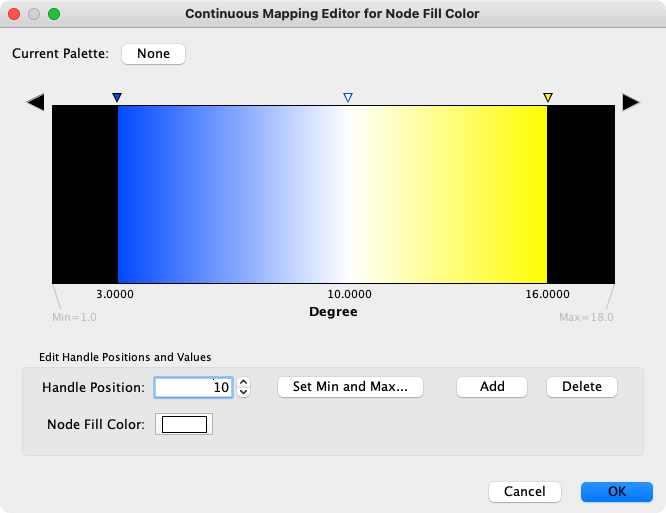 Continuous Mapping Editor for Node Fill Color
Current Palette: None
3.0000 10.0000 16.0000
Min=1.0 Degree Max=18.0
Edit Handle Positions and Values
Handle Position: 10 Set Min and Max... Add Delete
Node Fill Color:
Cancel OK